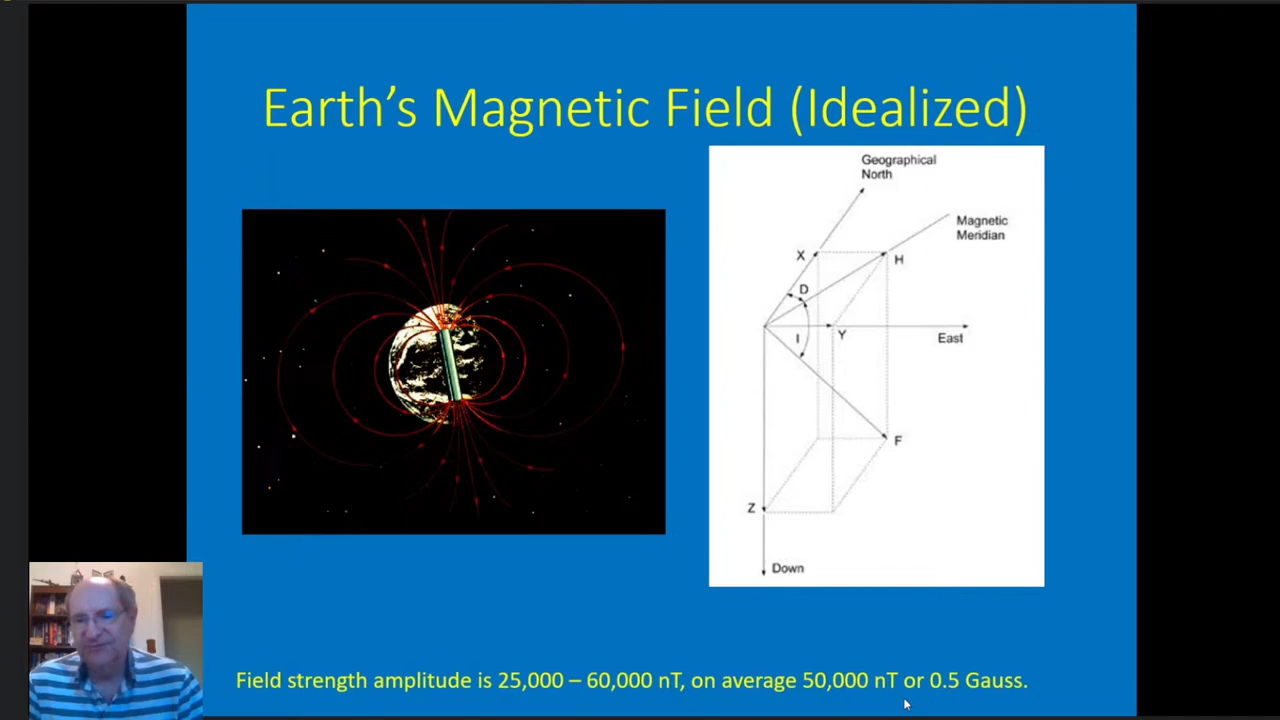 Earth's Magnetic Field (Idealized)
Geographical
North
Magnetic
Meridian
X
H
D
Y
East
I
F
Z
Down
Field strength amplitude is 25,000 – 60,000 nT, on average 50,000 nT or 0.5 Gauss.